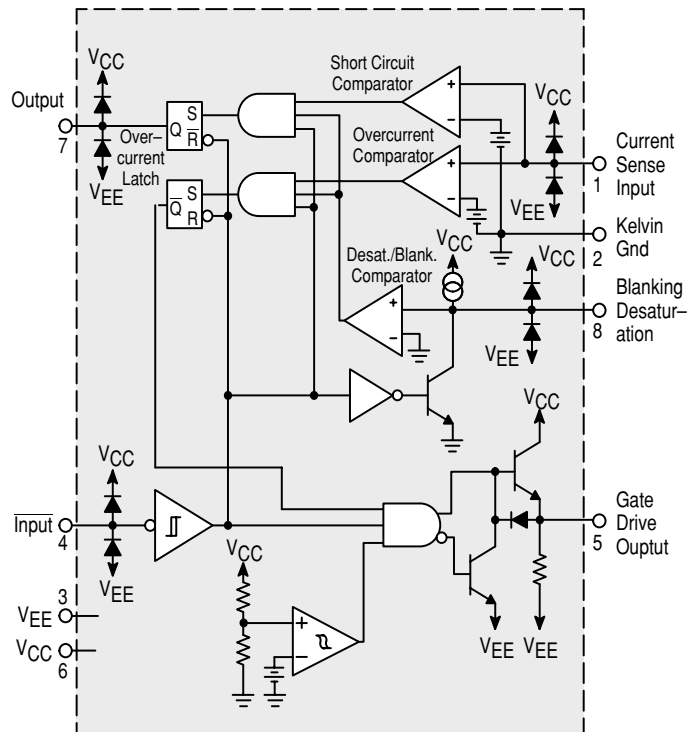 VCC
Output
7
VEE
Over–
current
Latch
S
Q
R
S
Q
R
Short Circuit
Comparator
+
–
Overcurrent
Comparator
+
–
VCC
Current
Sense
Input
1
VEE
Kelvin
Gnd
2
Desat./Blank.
Comparator
VCC
+
–
VCC
Blanking
Desatur–
ation
8
VEE
VCC
VCC
Input
4
VEE
Gate
Drive
Ouptut
5
3
VEE
VCC
6
VCC
+
–
VEE
VEE